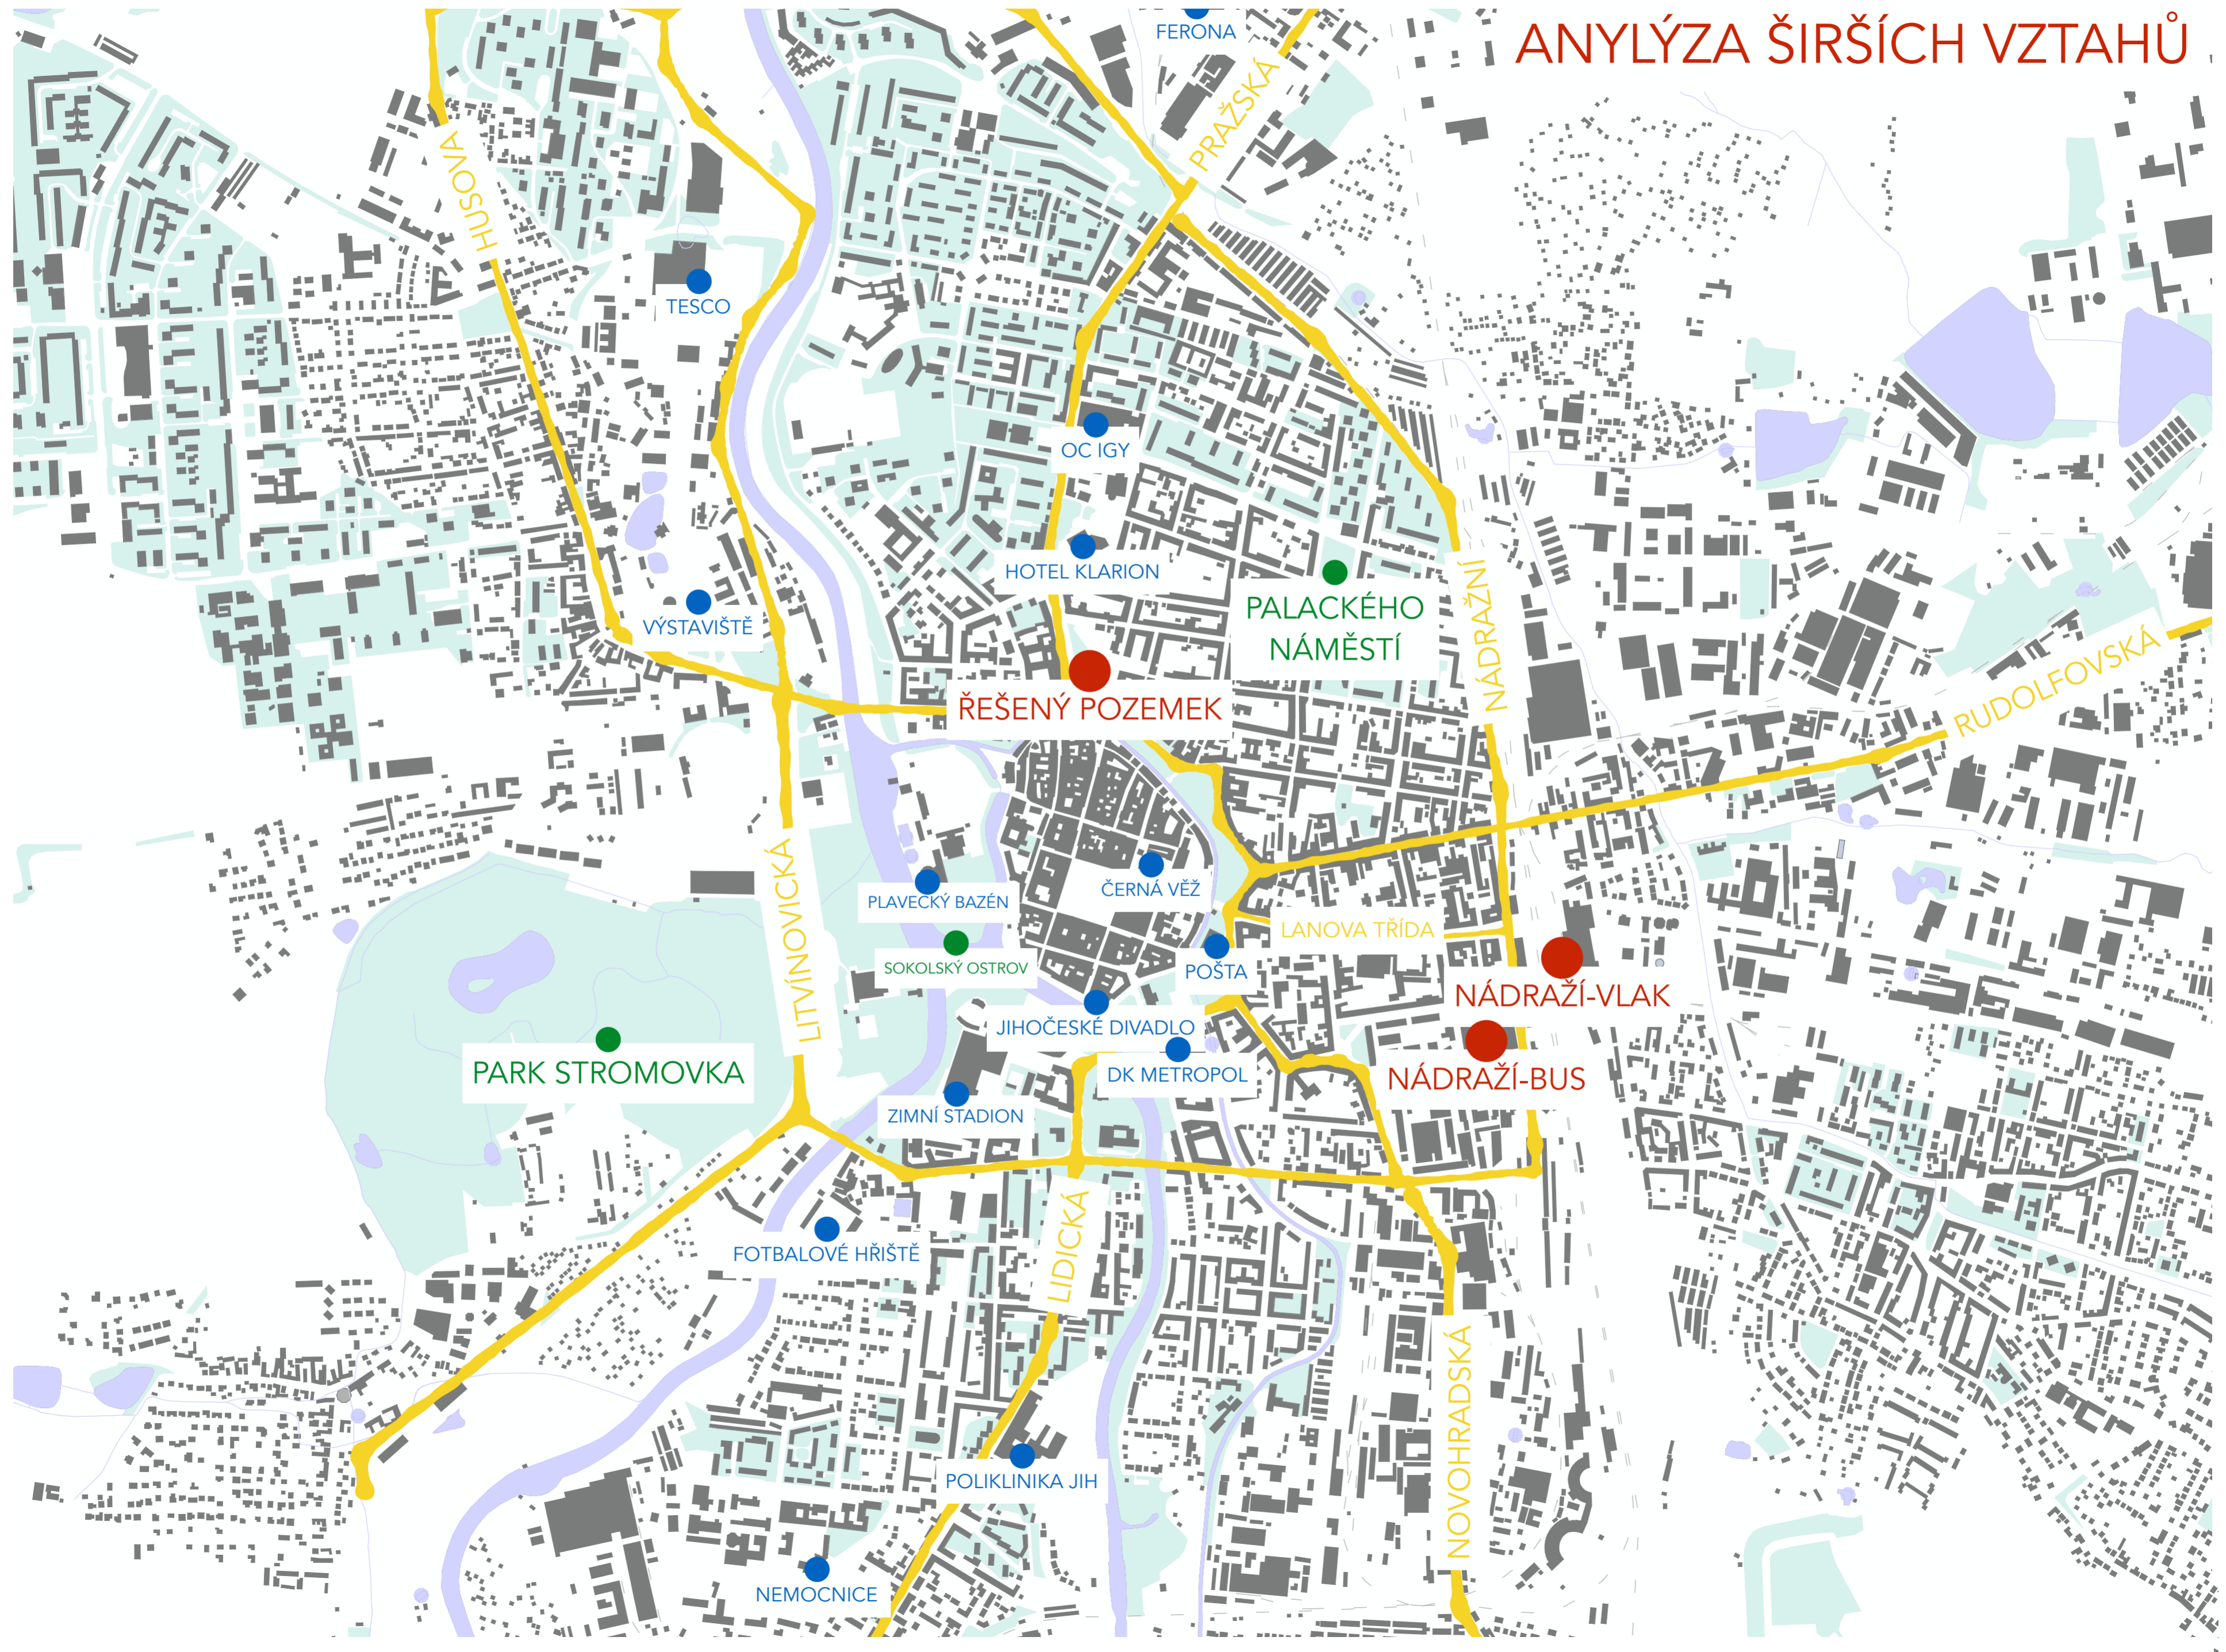 ANYLÝZA ŠIRŠÍCH VZTAHŮ
FERONA
PRAŽSKÁ
HUSOVA
TESCO
OC IGY
HOTEL KLARION
PALACKÉHO
NÁMĚSTÍ
NÁDRAŽNÍ
VÝSTAVIŠTĚ
RUDOLFOVSKÁ
ŘEŠENÝ POZEMEK
LITVÍNOVICKÁ
PLAVECKÝ BAZÉN
ČERNÁ VĚŽ
LANOVA TŘÍDA
SOKOLSKÝ OSTROV
POŠTA
NÁDRAŽÍ-VLAK
JIHOČESKÉ DIVADLO
PARK STROMOVKA
DK METROPOL
NÁDRAŽÍ-BUS
ZIMNÍ STADION
LIDICKÁ
FOTBALOVÉ HŘIŠTĚ
NOVOHRADSKÁ
POLIKLINIKA JIH
NEMOCNICE